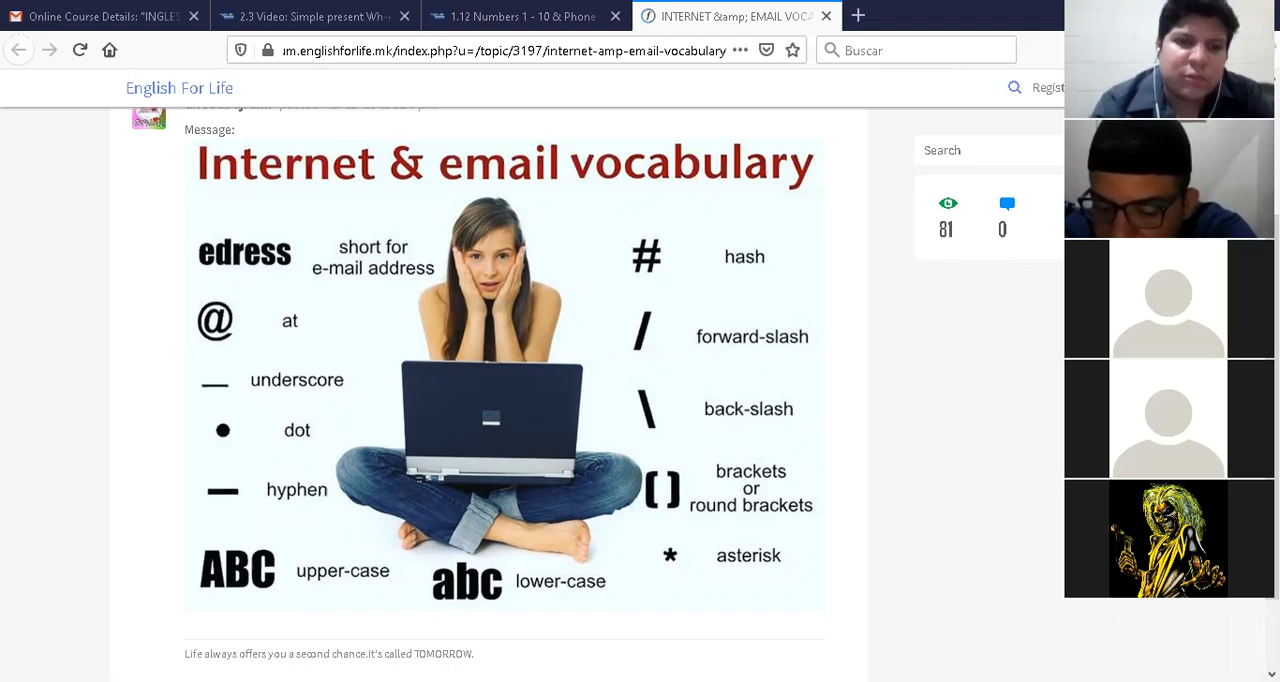 Online Course Details: "INGLES
2.3 Video: Simple present Wh-
1.12 Numbers 1 - 10 & Phone
INTERNET &amp; EMAIL VOCA
um.englishforlife.mk/index.php?u=/topic/3197/internet-amp-email-vocabulary
Buscar
English For Life
Regist
Message:
Search
81
0
Internet & email vocabulary
edress
short for
e-mail address
@
at
_
underscore
•
dot
-
hyphen
ABC
upper-case
abc
lower-case
#
hash
/
forward-slash
\
back-slash
( )
brackets
or
round brackets
*
asterisk
Life always offers you a second chance.It's called TOMORROW.